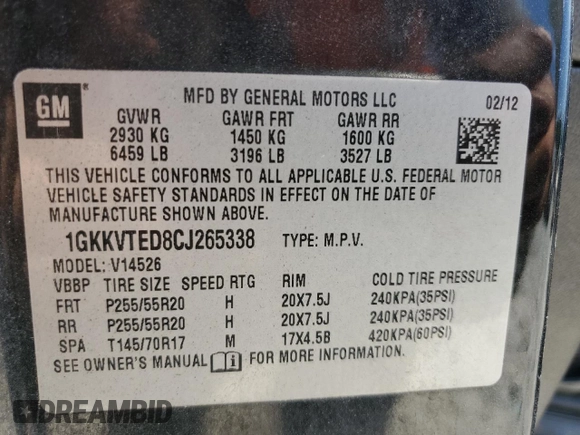 GM ®
MFD BY GENERAL MOTORS LLC 02/12
GVWR GAWR FRT GAWR RR
2930 KG 1450 KG 1600 KG
6459 LB 3196 LB 3527 LB
THIS VEHICLE CONFORMS TO ALL APPLICABLE U.S. FEDERAL MOTOR
VEHICLE SAFETY STANDARDS IN EFFECT ON THE DATE OF
MANUFACTURE SHOWN ABOVE.
1GKKVTED8CJ265338 TYPE: M.P.V.
MODEL: V14526
VBBP TIRE SIZE SPEED RTG RIM COLD TIRE PRESSURE
FRT P255/55R20 H 20X7.5J 240KPA(35PSI)
RR P255/55R20 H 20X7.5J 240KPA(35PSI)
SPA T145/70R17 M 17X4.5B 420KPA(60PSI)
SEE OWNER'S MANUAL FOR MORE INFORMATION.
DREAMBID